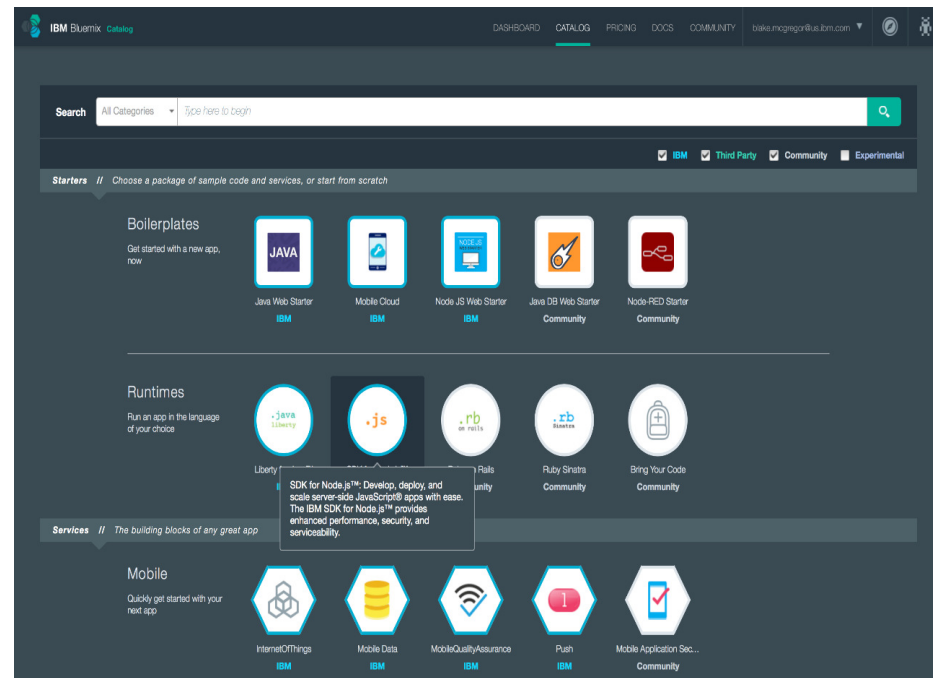 IBM Bluemix Catalog
DASHBOARD CATALOG PRICING DOCS COMMUNITY blake.mcgregor@us.ibm.com
Search All Categories Type here to begin
IBM Third Party Community Experimental
Starters // Choose a package of sample code and services, or start from scratch
Boilerplates
Get started with a new app,
now
JAVA
NODE.JS
Java Web Starter Mobile Cloud Node JS Web Starter Java DB Web Starter Node-RED Starter
IBM IBM IBM Community Community
Runtimes
Run an app in the language
of your choice
.java
Liberty
.js
.rb
on rails
.rb
Sinatra
Liberty Rails Ruby Sinatra Bring Your Code
Community Community
SDK for Node.js™: Develop, deploy, and
scale server-side JavaScript® apps with ease.
The IBM SDK for Node.js™ provides
enhanced performance, security, and
serviceability.
Services // The building blocks of any great app
Mobile
Quickly get started with your
next app
1
InternetOfThings Mobile Data MobileQualityAssurance Push Mobile Application Sec...
IBM IBM IBM IBM Community